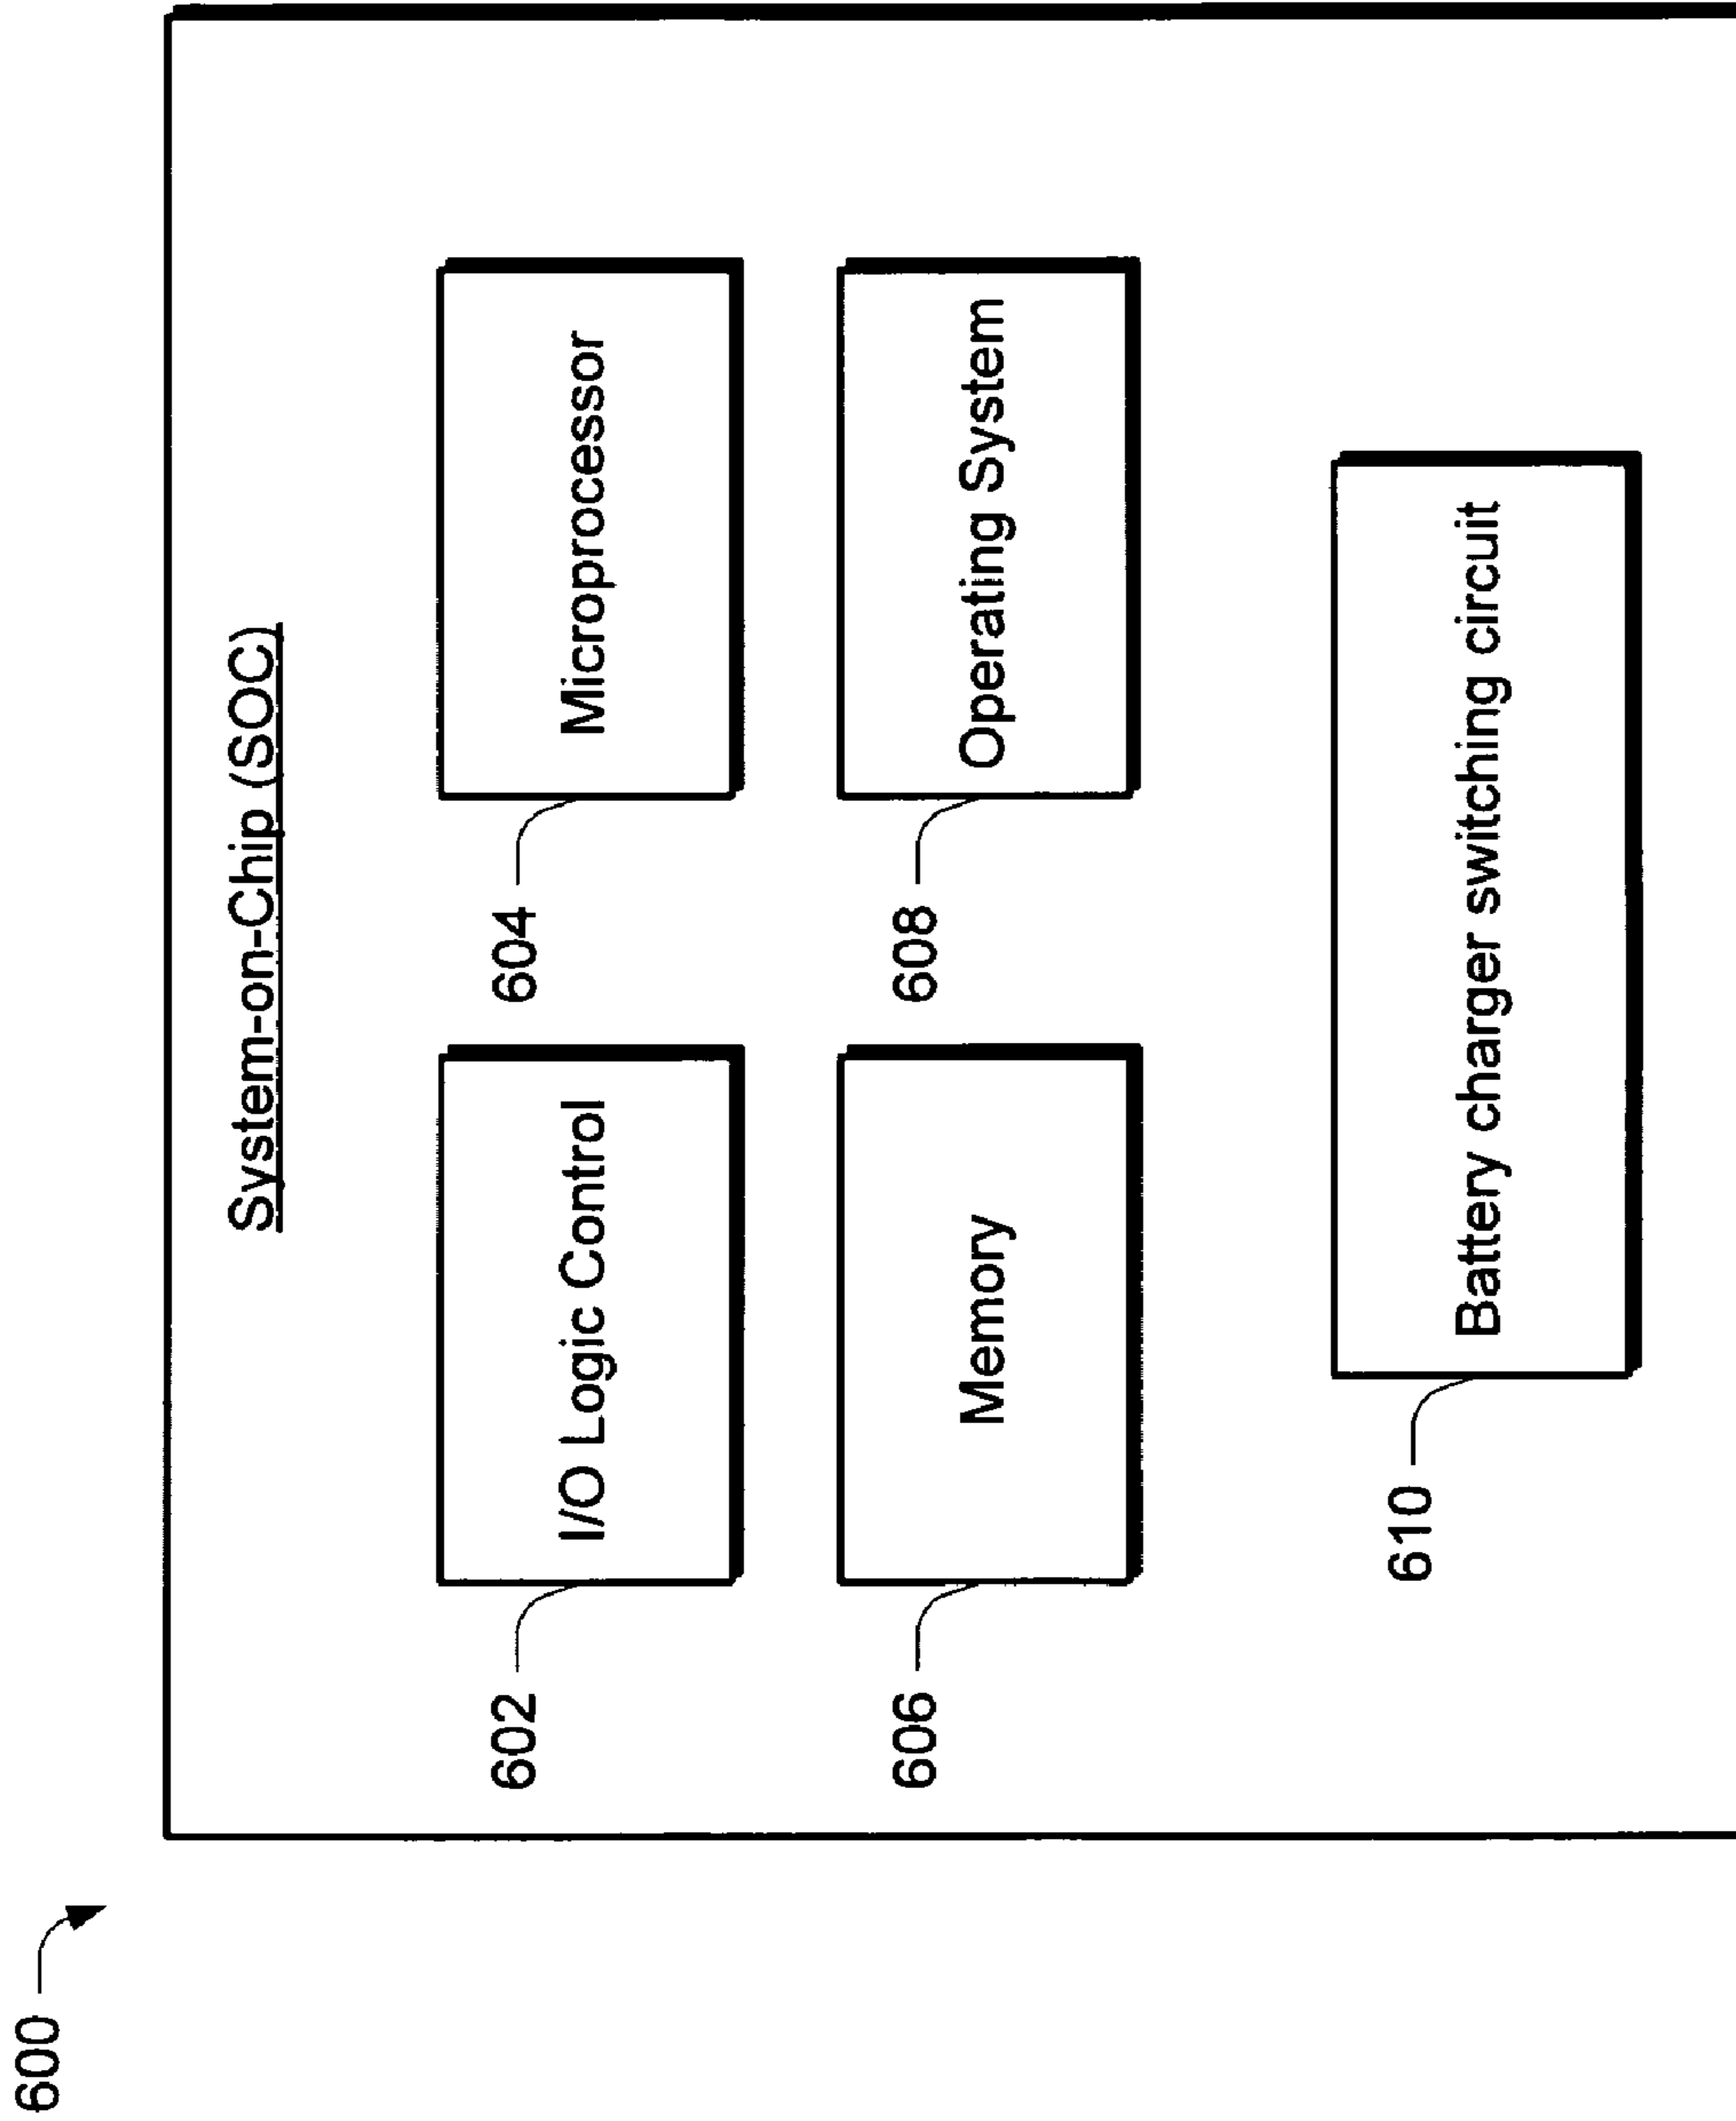 600
System-on-Chip (SOC)
602
I/O Logic Control
604
Microprocessor
606
Memory
608
Operating System
610
Battery charger switching circuit